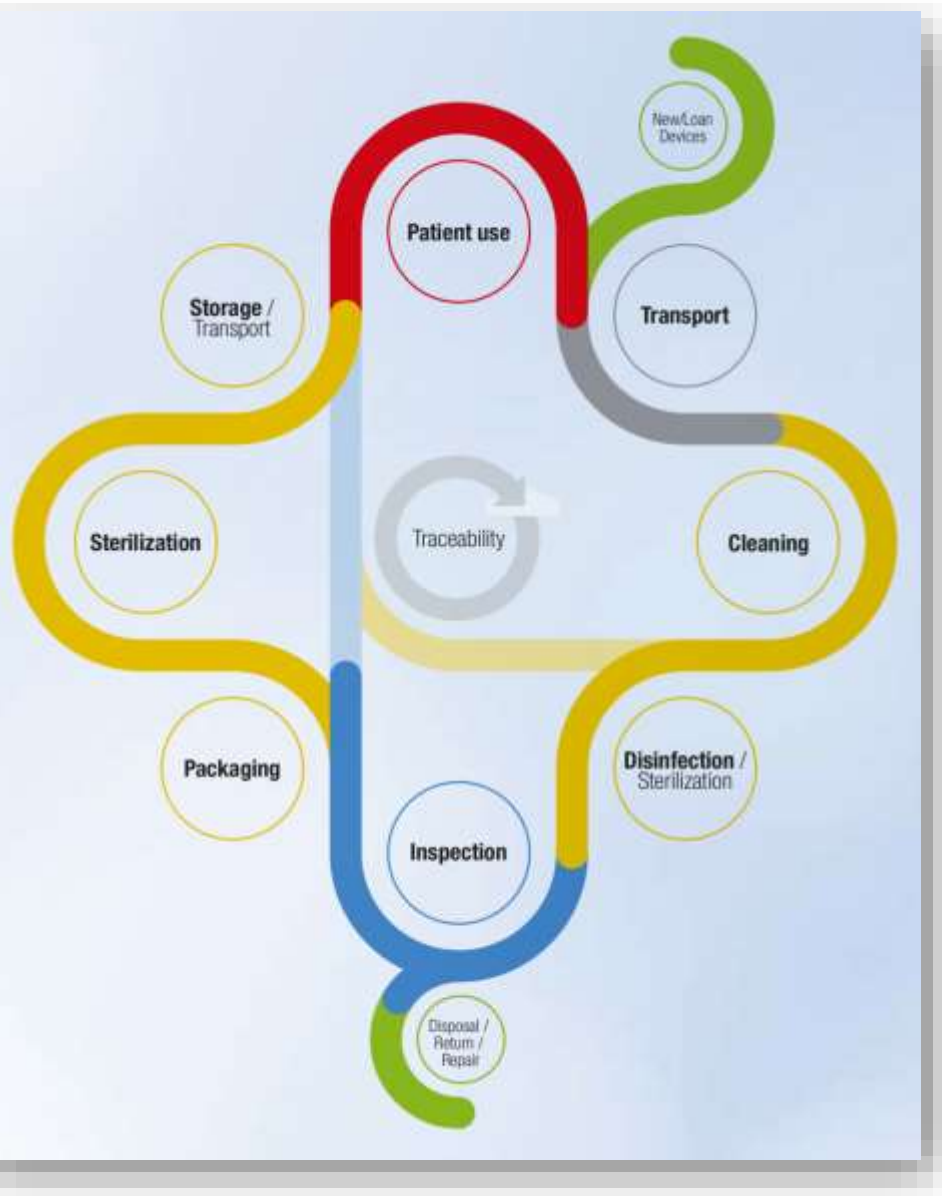 New/Loan
Devices
Patient use
Storage /
Transport
Transport
Traceability
Sterilization
Cleaning
Packaging
Disinfection /
Sterilization
Inspection
Disposal /
Return /
Repair